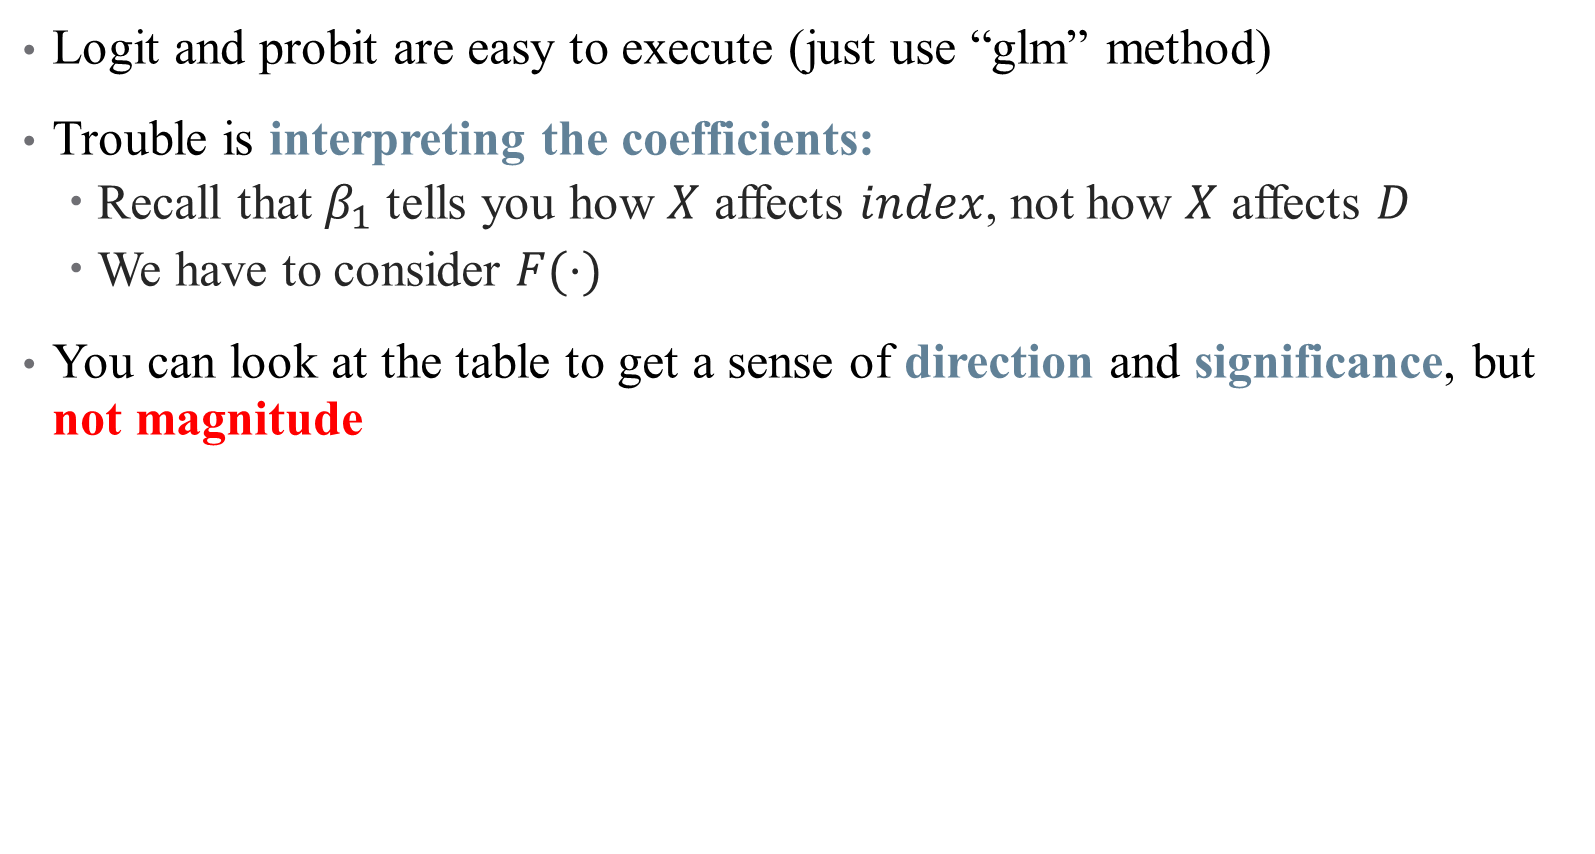 • Logit and probit are easy to execute (just use “glm” method)
• Trouble is interpreting the coefficients:
• Recall that β₁ tells you how X affects index, not how X affects D
• We have to consider F(·)
• You can look at the table to get a sense of direction and significance, but
not magnitude